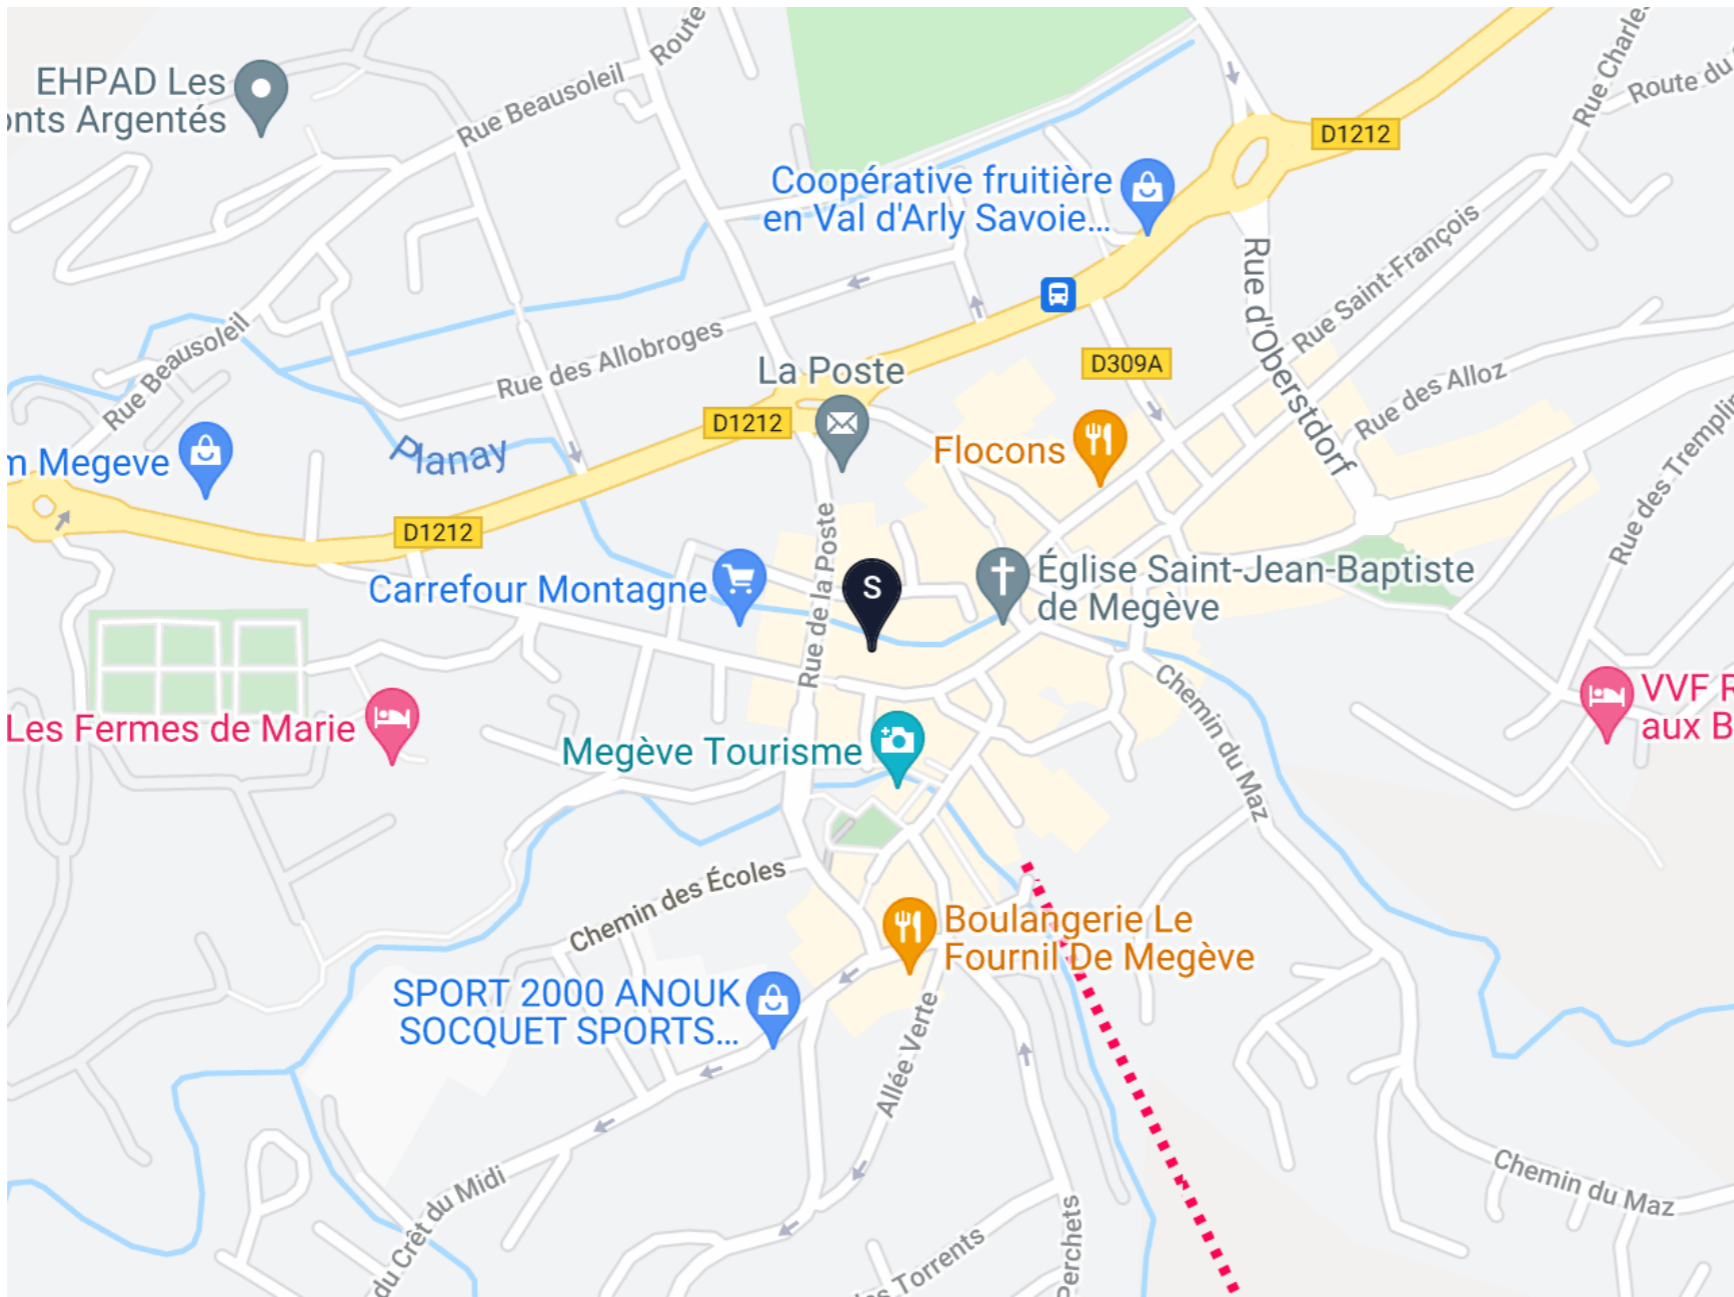 Route
EHPAD Les
onts Argentés
Rue Beausoleil
Rue Charles
Route du
D1212
Coopérative fruitière
en Val d'Arly Savoie...
Rue d'Oberstdorf
Rue Saint-François
Rue Beausoleil
Rue des Allobroges
La Poste
D309A
Rue des Alloz
D1212
Planay
m Megeve
Flocons
Rue des Tremplin
D1212
Rue de la Poste
Carrefour Montagne
S
Église Saint-Jean-Baptiste
de Megève
Les Fermes de Marie
Megève Tourisme
Chemin du Maz
VVF R
aux B
Chemin des Écoles
Boulangerie Le
Fournil De Megève
SPORT 2000 ANOUK
SOCQUET SPORTS...
Allée Verte
du Crêt du Midi
Chemin du Maz
es Torrents
Perchets